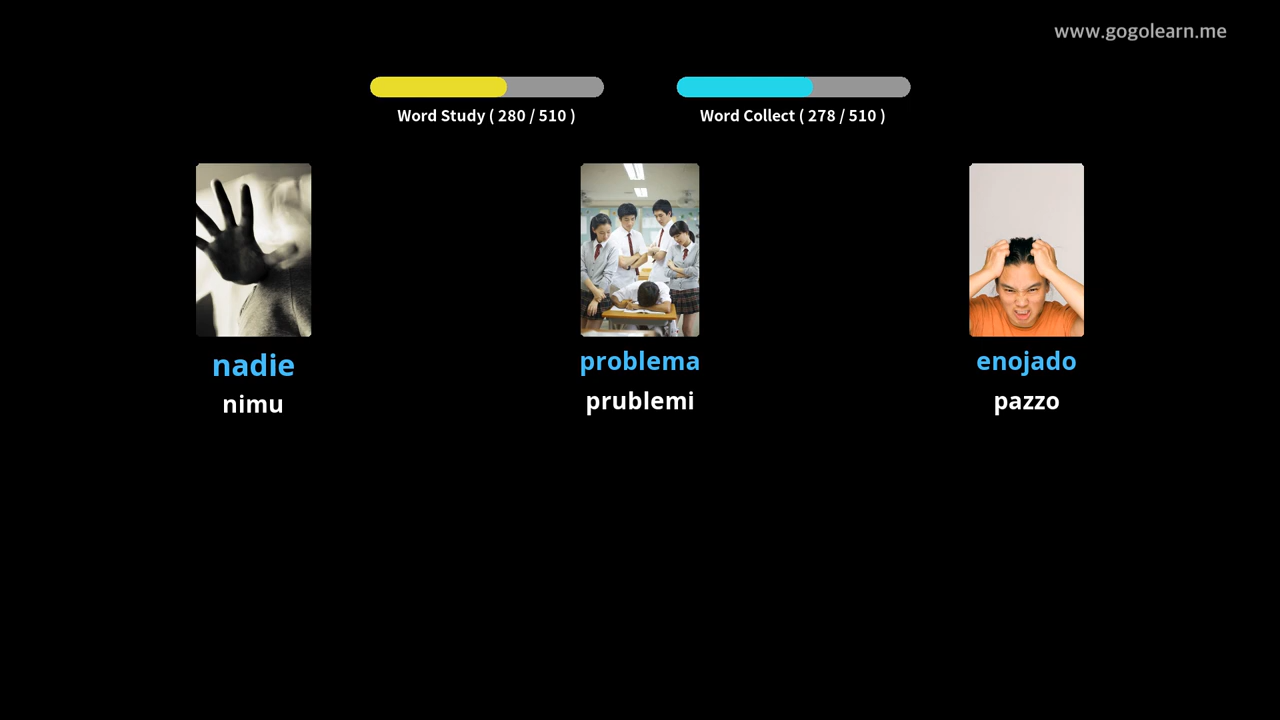 www.gogolearn.me
Word Study ( 280 / 510 )
Word Collect ( 278 / 510 )
nadie
problema
enojado
nimu
prublemi
pazzo